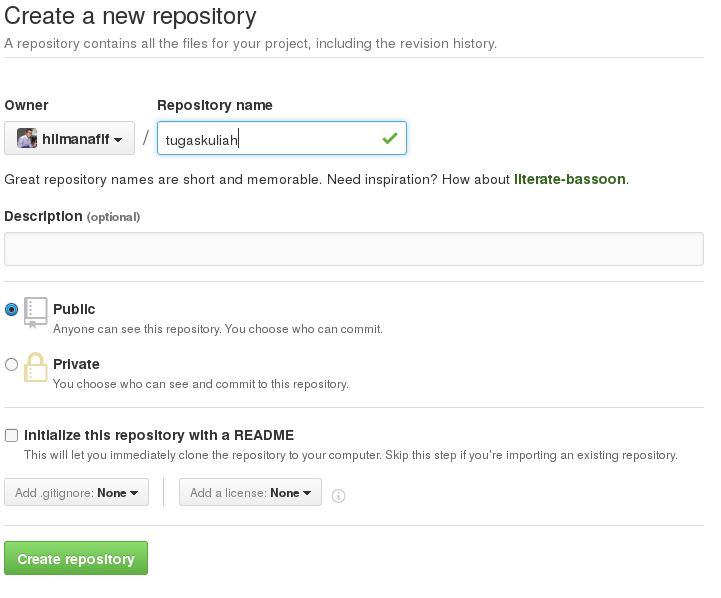 Create a new repository
A repository contains all the files for your project, including the revision history.
Owner
Repository name
hilmanafif
/
tugaskuliah
Great repository names are short and memorable. Need inspiration? How about literate-bassoon.
Description (optional)
Public
Anyone can see this repository. You choose who can commit.
Private
You choose who can see and commit to this repository.
Initialize this repository with a README
This will let you immediately clone the repository to your computer. Skip this step if you're importing an existing repository.
Add .gitignore: None
Add a license: None
Create repository